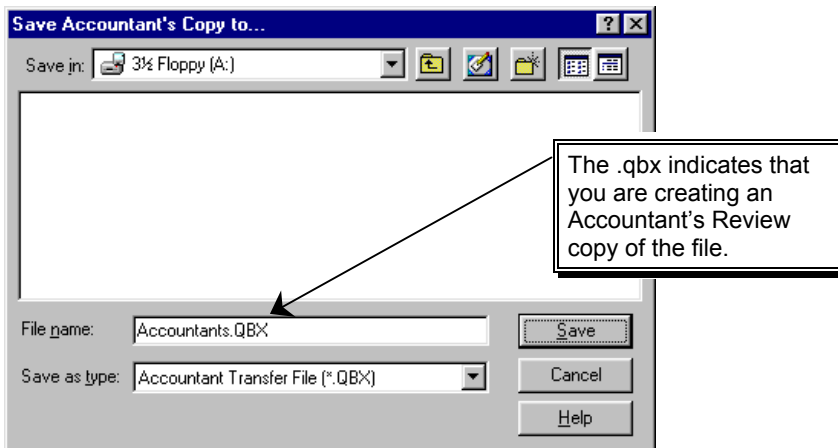 Save Accountant's Copy to...
Save in: 3½ Floppy (A:)
The .qbx indicates that
you are creating an
Accountant's Review
copy of the file.
File name: Accountants.QBX Save
Save as type: Accountant Transfer File (*.QBX) Cancel
Help